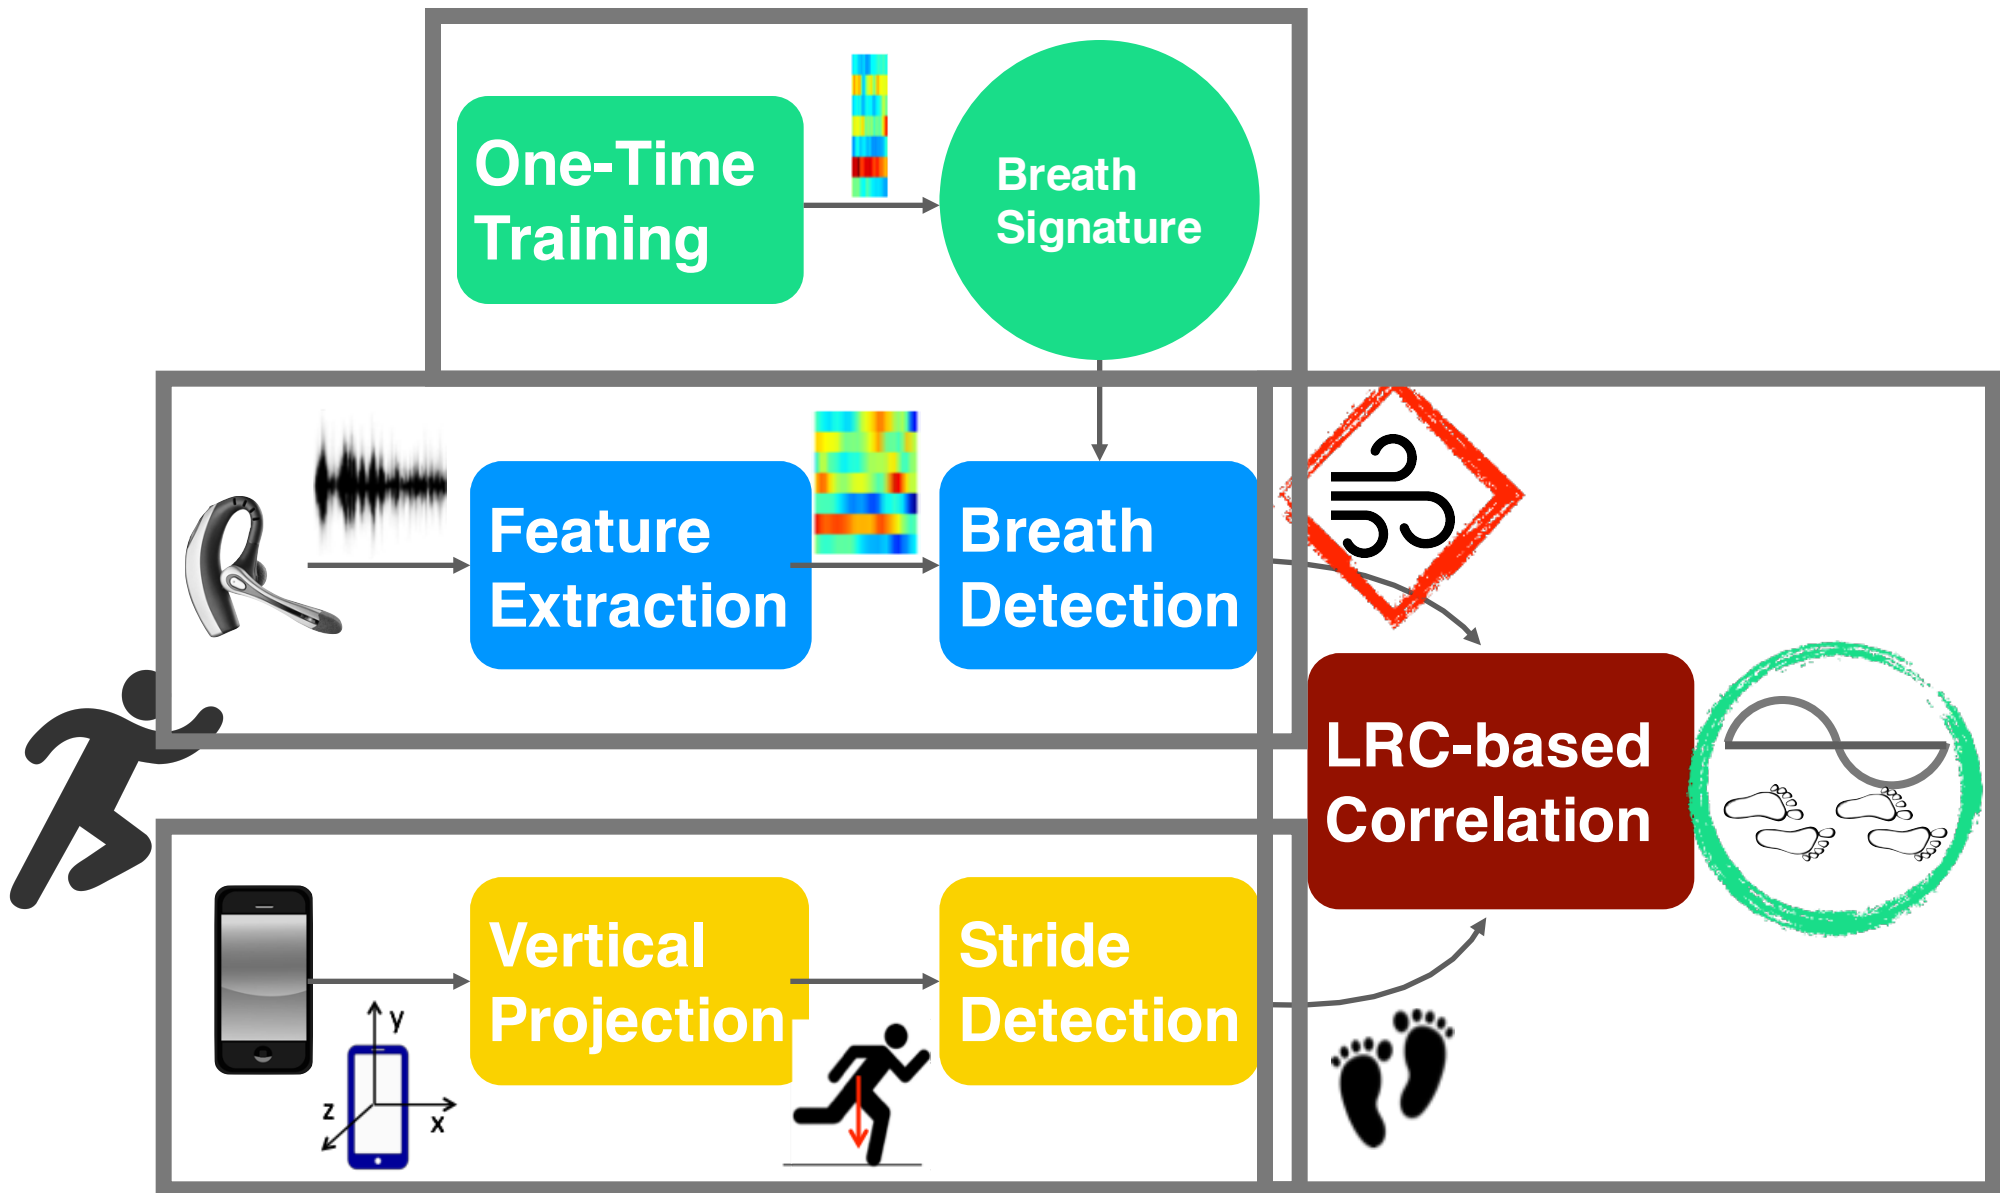 One-Time
Training
Breath
Signature
Feature
Extraction
Breath
Detection
LRC-based
Correlation
Vertical
Projection
Stride
Detection
y
z
x